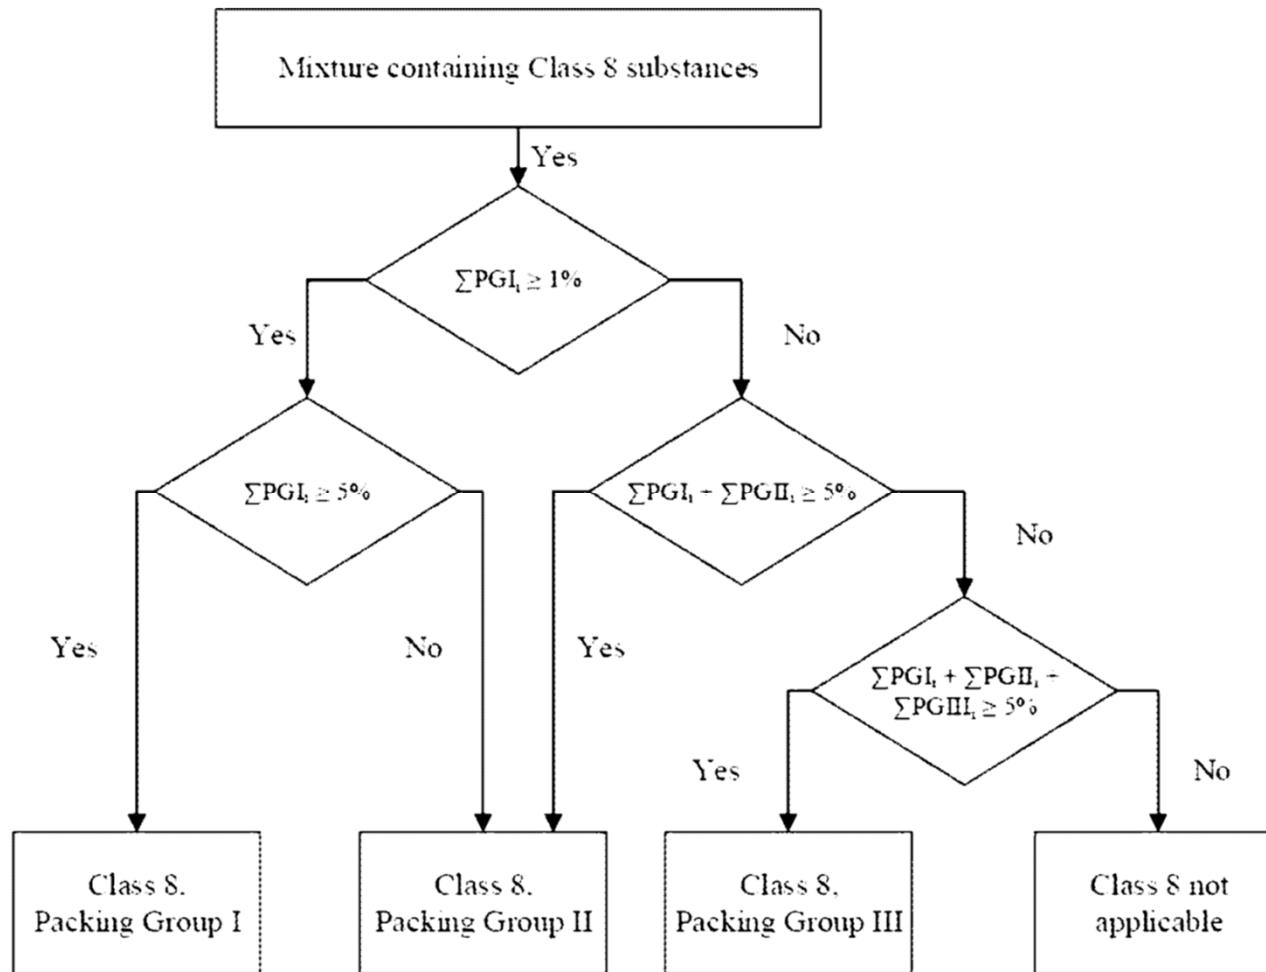 Mixture containing Class 8 substances
Yes
∑PGIᵢ ≥ 1%
Yes
No
∑PGIᵢ ≥ 5%
∑PGIᵢ + ∑PGIIᵢ ≥ 5%
No
Yes
No
Yes
∑PGIᵢ + ∑PGIIᵢ +
∑PGIIIᵢ ≥ 5%
Yes
No
Class 8,
Packing Group I
Class 8,
Packing Group II
Class 8,
Packing Group III
Class 8 not
applicable